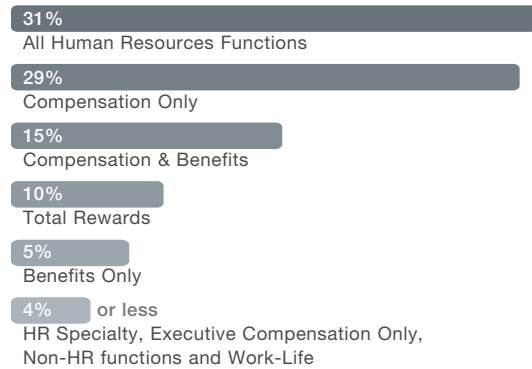 31%
All Human Resources Functions
29%
Compensation Only
15%
Compensation & Benefits
10%
Total Rewards
5%
Benefits Only
4% or less
HR Specialty, Executive Compensation Only,
Non-HR functions and Work-Life